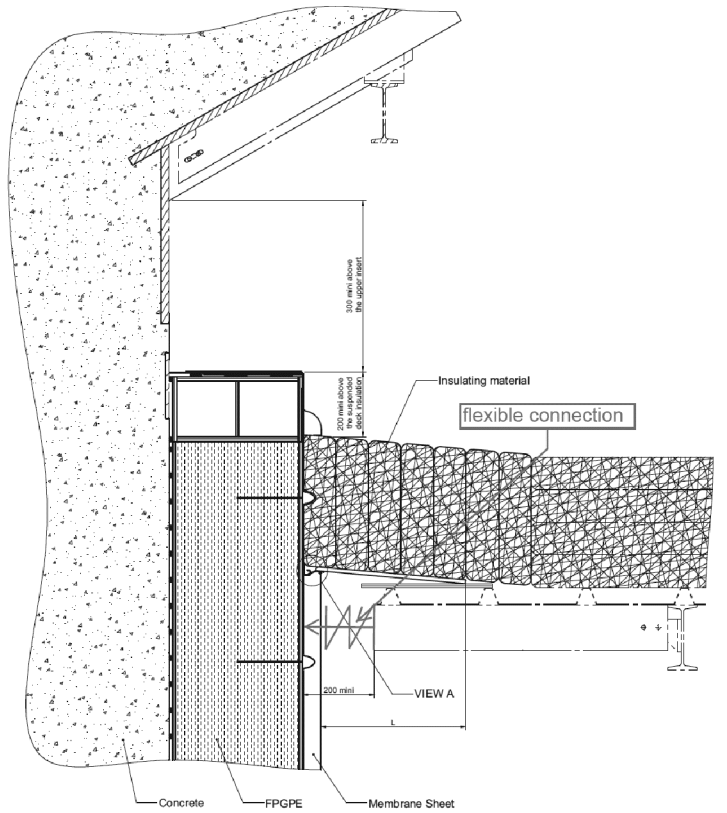 300 mini above
the upper insert
200 mini above
the suspended
deck insulation
Insulating material
flexible connection
200 mini
VIEW A
L
Concrete
FPGPE
Membrane Sheet